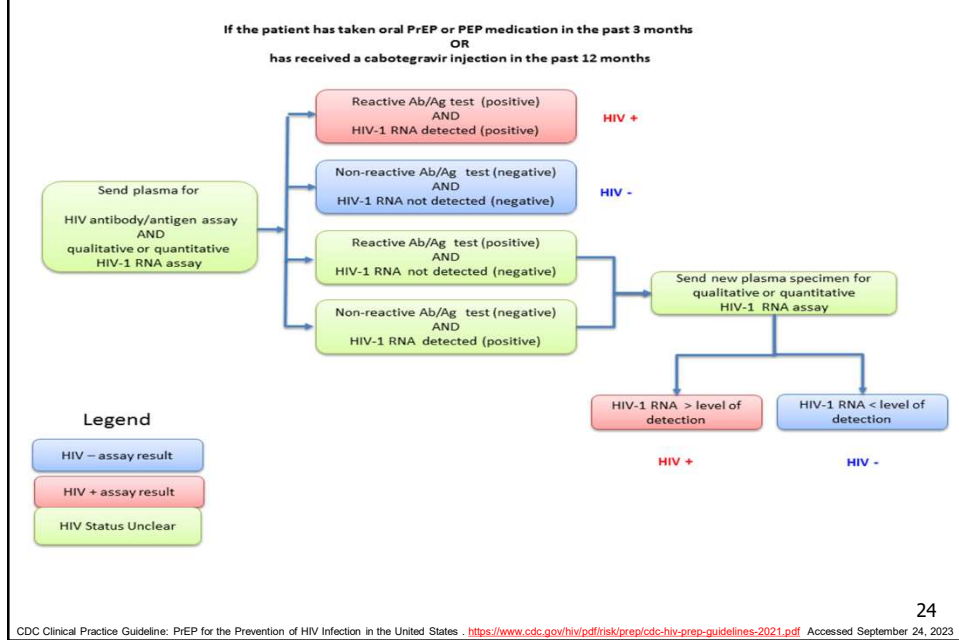 If the patient has taken oral PrEP or PEP medication in the past 3 months
OR
has received a cabotegravir injection in the past 12 months
Reactive Ab/Ag test (positive)
AND
HIV-1 RNA detected (positive)
HIV +
Non-reactive Ab/Ag test (negative)
AND
HIV-1 RNA not detected (negative)
HIV -
Send plasma for
HIV antibody/antigen assay
AND
qualitative or quantitative
HIV-1 RNA assay
Reactive Ab/Ag test (positive)
AND
HIV-1 RNA not detected (negative)
Non-reactive Ab/Ag test (negative)
AND
HIV-1 RNA detected (positive)
Send new plasma specimen for
qualitative or quantitative
HIV-1 RNA assay
HIV-1 RNA > level of
detection
HIV +
HIV-1 RNA < level of
detection
HIV -
Legend
HIV – assay result
HIV + assay result
HIV Status Unclear
24
CDC Clinical Practice Guideline: PrEP for the Prevention of HIV Infection in the United States . https://www.cdc.gov/hiv/pdf/risk/prep/cdc-hiv-prep-guidelines-2021.pdf Accessed September 24, 2023